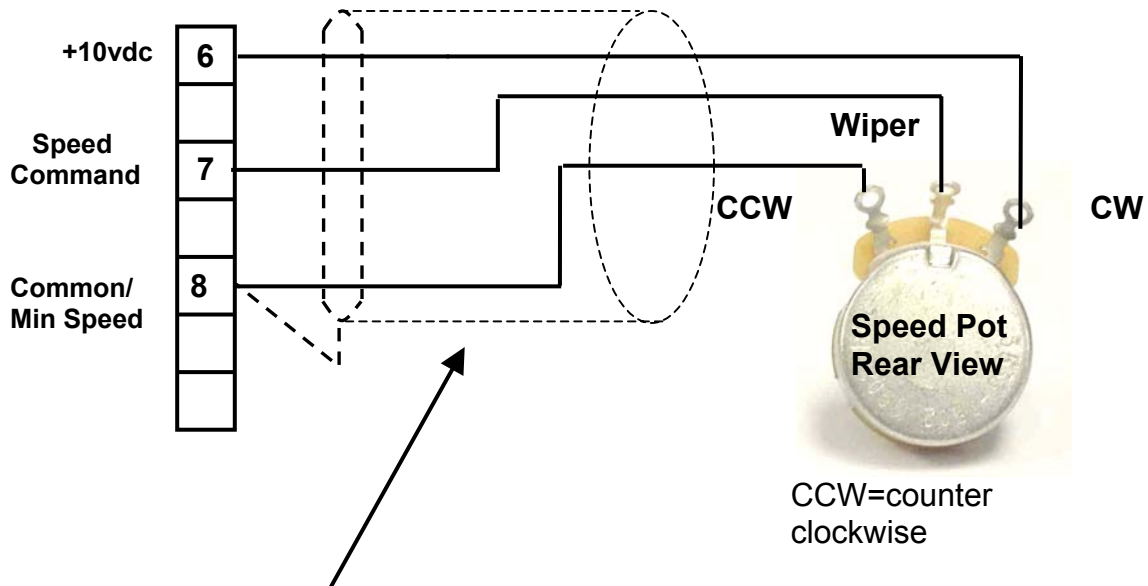 +10vdc
6
Wiper
Speed
Command
7
CCW
CW
Common/
Min Speed
8
Speed Pot
Rear View
CCW=counter
clockwise